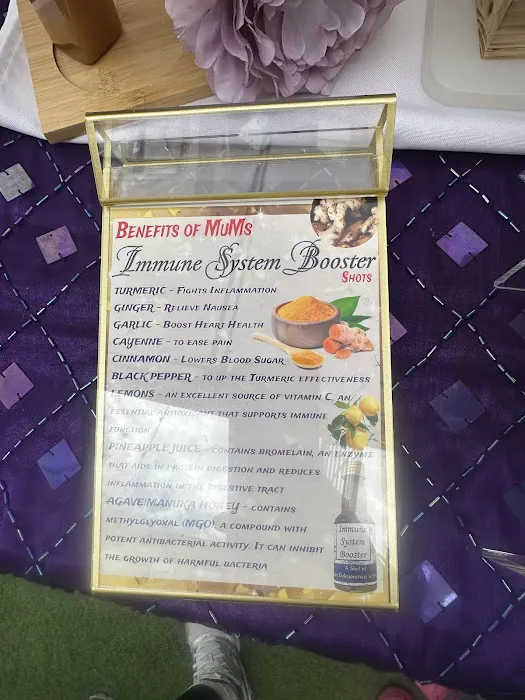 Benefits of MuMs
Immune System Booster
Shots
Turmeric - Fights Inflammation
Ginger - Relieve Nausea
Garlic - Boost Heart Health
Cayenne - to ease pain
Cinnamon - Lowers Blood Sugar
Black Pepper - to up the Turmeric effectiveness
Lemons - an excellent source of vitamin C, an
essential antioxidant that supports immune
function
Pineapple Juice - contains bromelain, an enzyme
that aids in protein digestion and reduces
inflammation in the digestive tract
Agave/Manuka Honey - contains
methylglyoxal (MGO), a compound with
potent antibacterial activity. It can inhibit
the growth of harmful bacteria
Immune
System
Booster
A Shot of